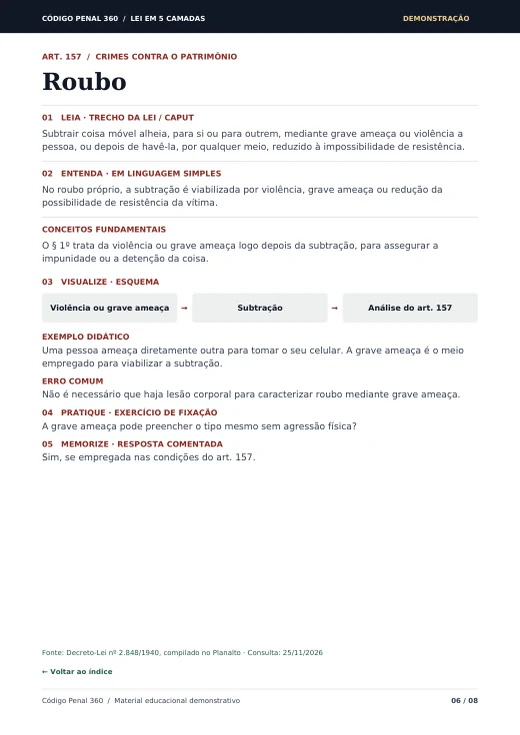 CÓDIGO PENAL 360 / LEI EM 5 CAMADAS
DEMONSTRAÇÃO
ART. 157 / CRIMES CONTRA O PATRIMÔNIO
Roubo
01 LEIA · TRECHO DA LEI / CAPUT
Subtrair coisa móvel alheia, para si ou para outrem, mediante grave ameaça ou violência a
pessoa, ou depois de havê-la, por qualquer meio, reduzido à impossibilidade de resistência.
02 ENTENDA · EM LINGUAGEM SIMPLES
No roubo próprio, a subtração é viabilizada por violência, grave ameaça ou redução da
possibilidade de resistência da vítima.
CONCEITOS FUNDAMENTAIS
O § 1º trata da violência ou grave ameaça logo depois da subtração, para assegurar a
impunidade ou a detenção da coisa.
03 VISUALIZE · ESQUEMA
Violência ou grave ameaça → Subtração → Análise do art. 157
EXEMPLO DIDÁTICO
Uma pessoa ameaça diretamente outra para tomar o seu celular. A grave ameaça é o meio
empregado para viabilizar a subtração.
ERRO COMUM
Não é necessário que haja lesão corporal para caracterizar roubo mediante grave ameaça.
04 PRATIQUE · EXERCÍCIO DE FIXAÇÃO
A grave ameaça pode preencher o tipo mesmo sem agressão física?
05 MEMORIZE · RESPOSTA COMENTADA
Sim, se empregada nas condições do art. 157.
Fonte: Decreto-Lei nº 2.848/1940, compilado no Planalto · Consulta: 25/11/2026
← Voltar ao índice
Código Penal 360 / Material educacional demonstrativo
06 / 08